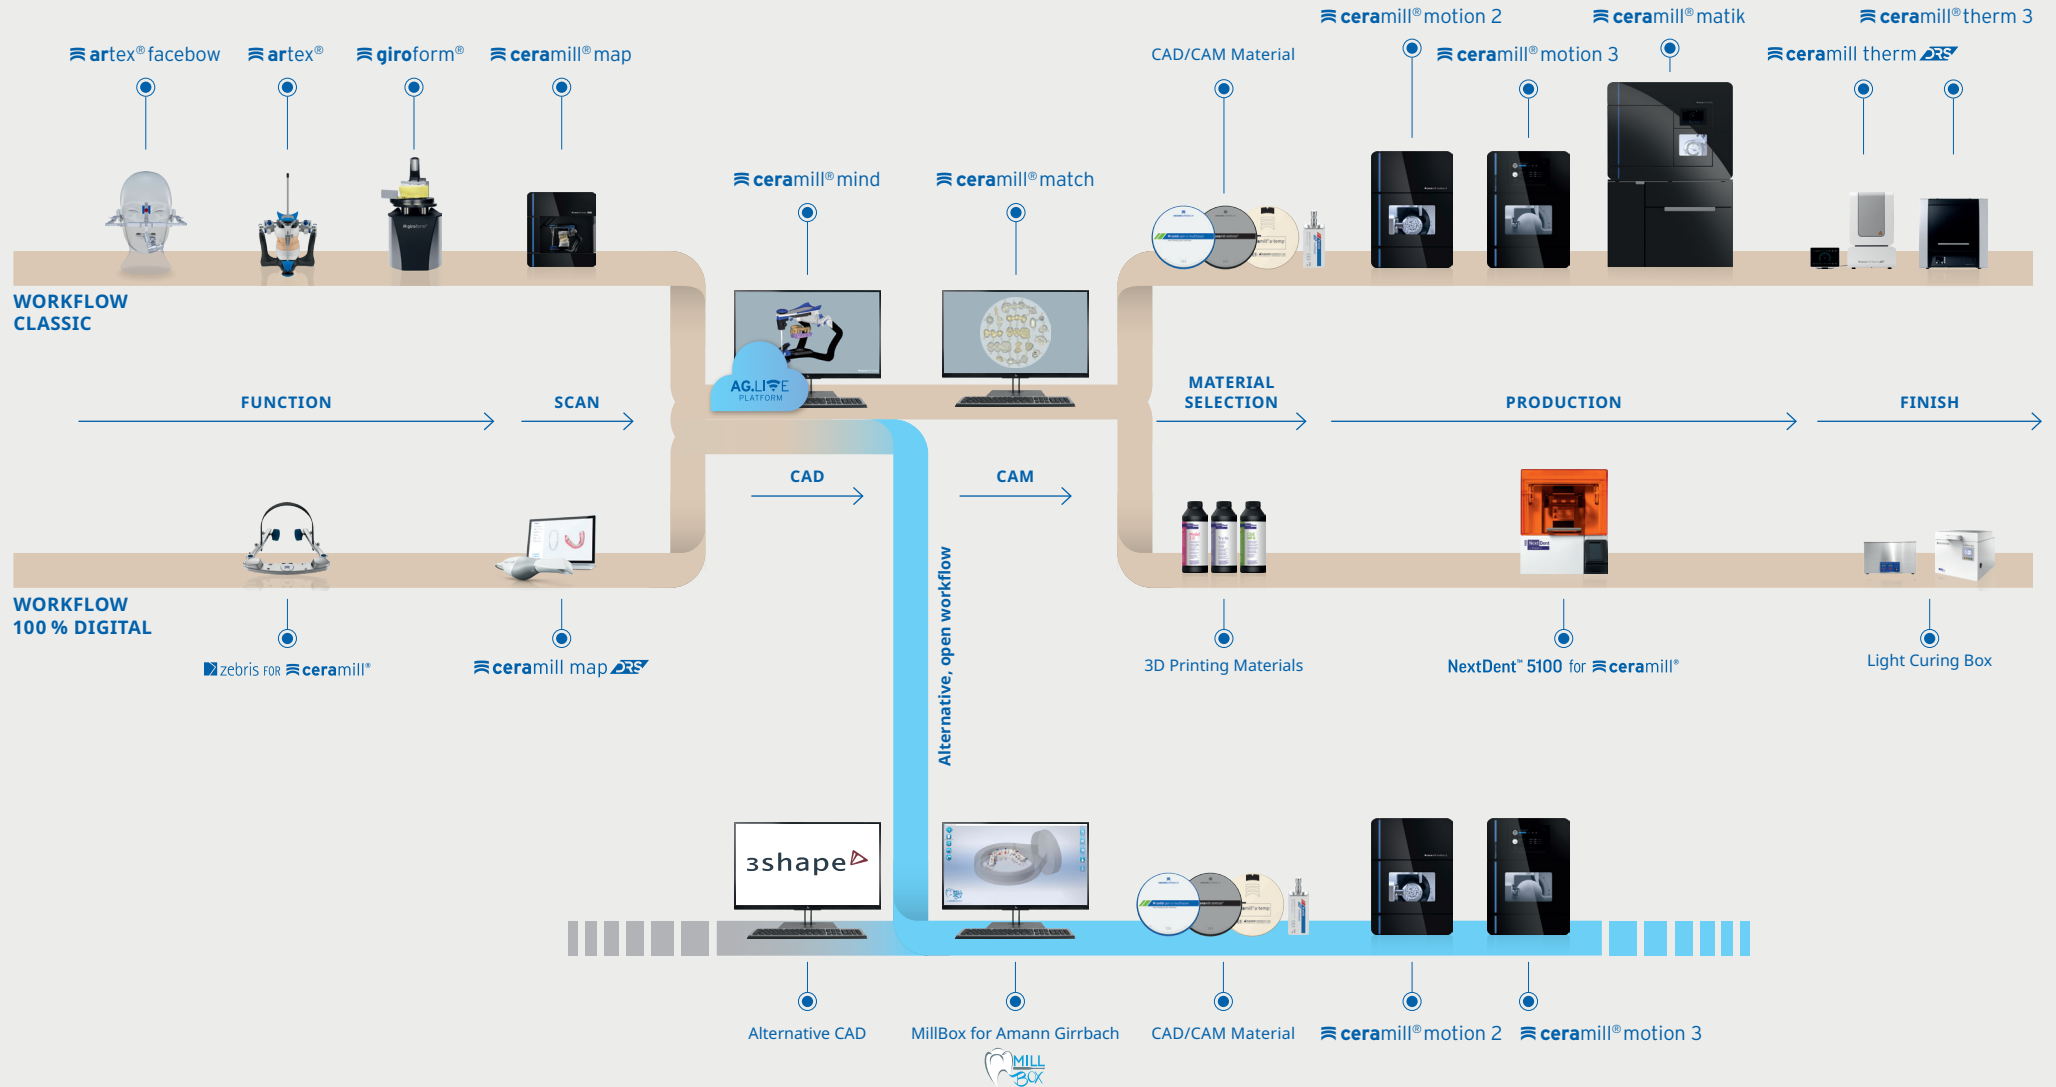 artex® facebow
artex®
giroform®
ceramill® map
CAD/CAM Material
ceramill® motion 2
ceramill® motion 3
ceramill® matik
ceramill therm DRS
ceramill® therm 3
ceramill® mind
ceramill® match
WORKFLOW
CLASSIC
AG.LIVE
PLATFORM
FUNCTION
SCAN
CAD
CAM
MATERIAL
SELECTION
PRODUCTION
FINISH
WORKFLOW
100 % DIGITAL
zebris FOR ceramill®
ceramill map DRS
Alternative, open workflow
3D Printing Materials
NextDent
NextDent™ 5100 for ceramill®
Light Curing Box
3shape
Alternative CAD
MillBox for Amann Girrbach
MILL
BOX
CAD/CAM Material
ceramill® motion 2
ceramill® motion 3